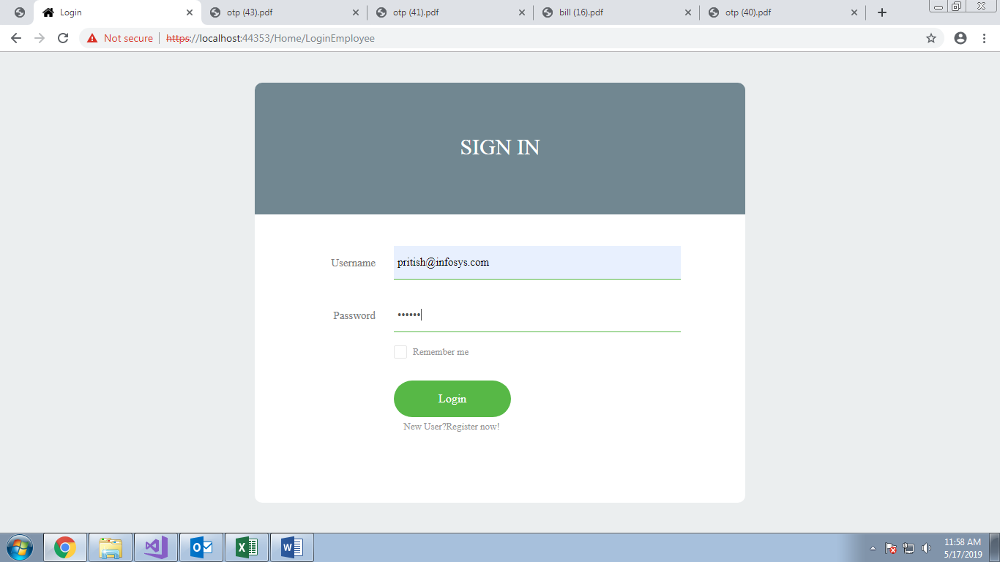 Login
otp (43).pdf
otp (41).pdf
bill (16).pdf
otp (40).pdf
Not secure
https://localhost:44353/Home/LoginEmployee
SIGN IN
Username
pritish@infosys.com
Password
••••••
Remember me
Login
New User?Register now!
11:58 AM
5/17/2019